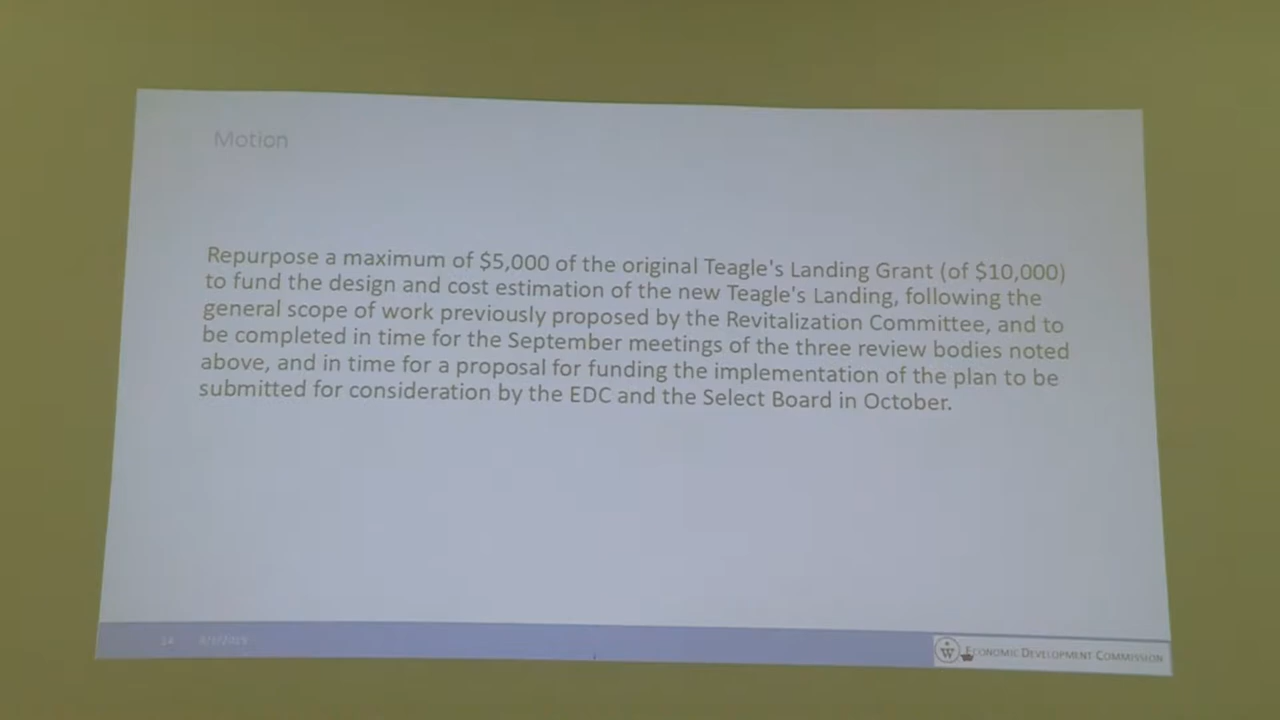 Motion
Repurpose a maximum of $5,000 of the original Teagle's Landing Grant (of $10,000)
to fund the design and cost estimation of the new Teagle's Landing, following the
general scope of work previously proposed by the Revitalization Committee, and to
be completed in time for the September meetings of the three review bodies noted
above, and in time for a proposal for funding the implementation of the plan to be
submitted for consideration by the EDC and the Select Board in October.
W
ECONOMIC DEVELOPMENT COMMISSION